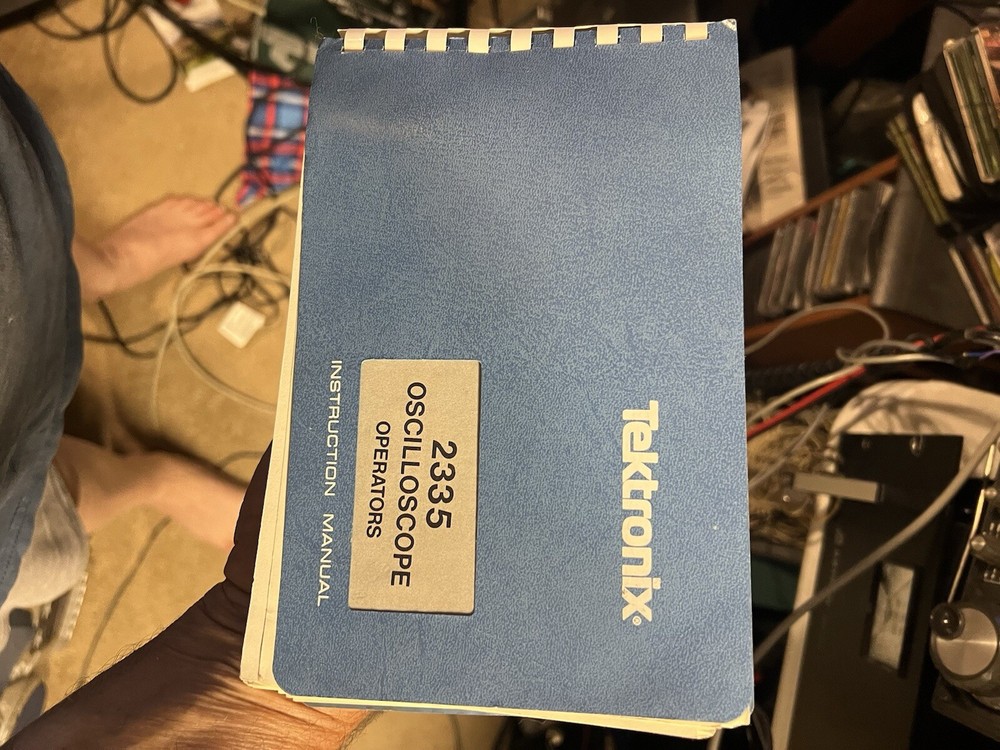 Tektronix®
2335
OSCILLOSCOPE
OPERATORS
INSTRUCTION MANUAL